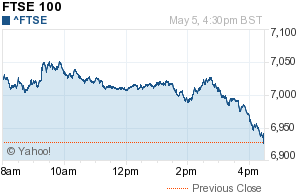 FTSE 100
^FTSE May 5, 4:30pm BST
7,100
7,050
7,000
6,950
6,900
© Yahoo!
8am 10am 12pm 2pm 4pm
Previous Close